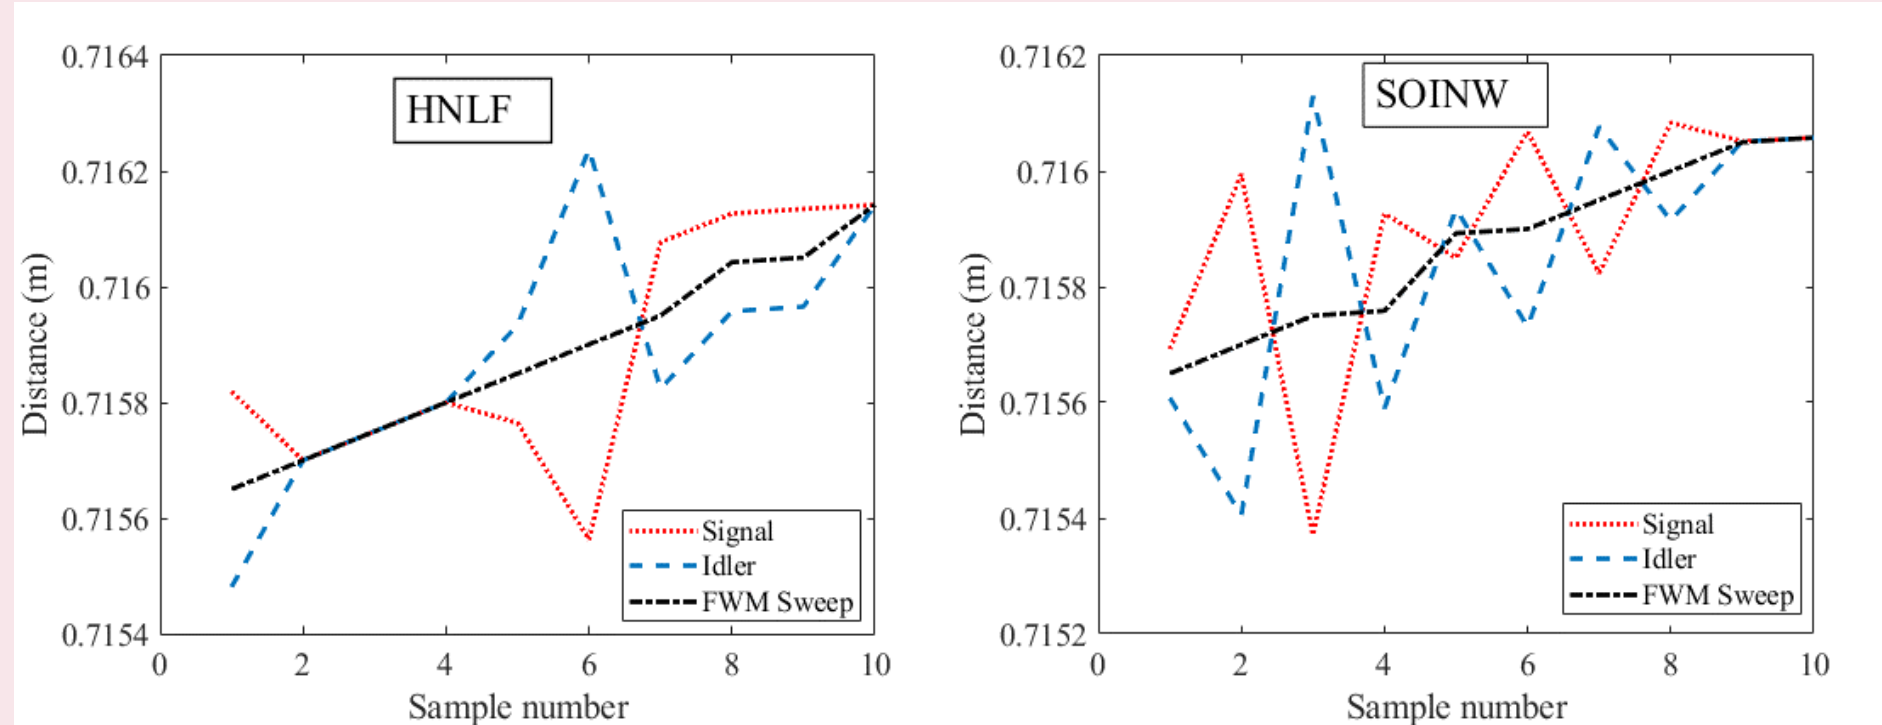 HNLF
Distance (m)
0.7164
0.7162
0.716
0.7158
0.7156
0.7154
0 2 4 6 8 10
Sample number
Signal
Idler
FWM Sweep
SOINW
Distance (m)
0.7162
0.716
0.7158
0.7156
0.7154
0.7152
0 2 4 6 8 10
Sample number
Signal
Idler
FWM Sweep